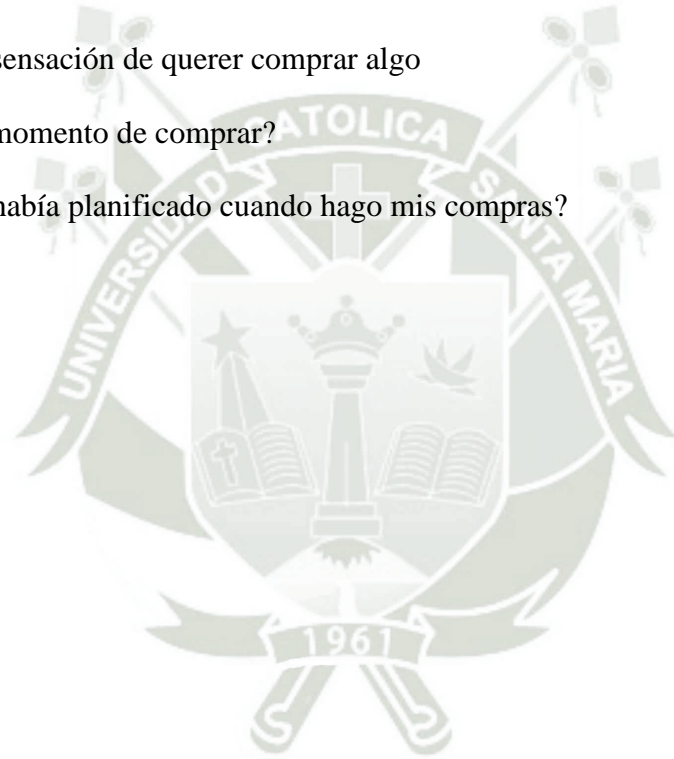 sensación de querer comprar algo
momento de comprar?
había planificado cuando hago mis compras?
UNIVERSIDAD CATOLICA SANTA MARIA
1961